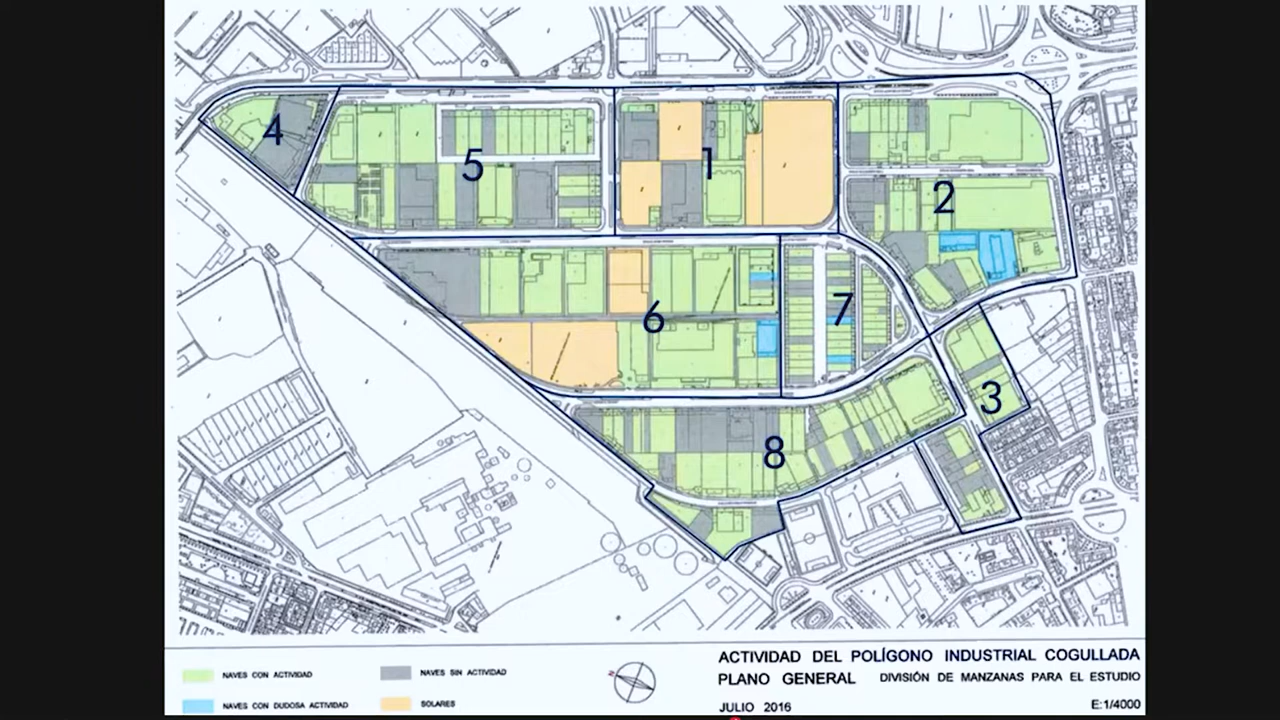 4
5
1
2
6
7
3
8
NAVES CON ACTIVIDAD
NAVES SIN ACTIVIDAD
NAVES CON DUDOSA ACTIVIDAD
SOLARES
ACTIVIDAD DEL POLÍGONO INDUSTRIAL COGULLADA
PLANO GENERAL DIVISIÓN DE MANZANAS PARA EL ESTUDIO
JULIO 2016
E:1/4000